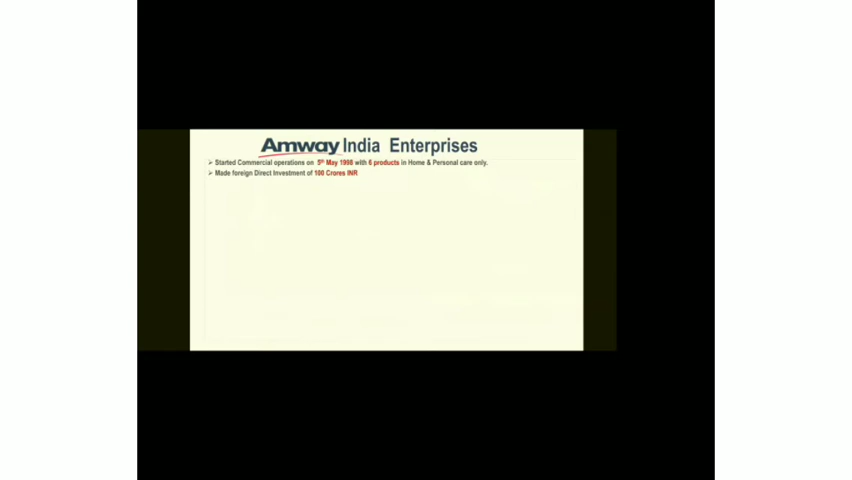 Amway India Enterprises
➢ Started Commercial operations on 5th May 1998 with 6 products in Home & Personal care only.
➢ Made foreign Direct Investment of 100 Crores INR